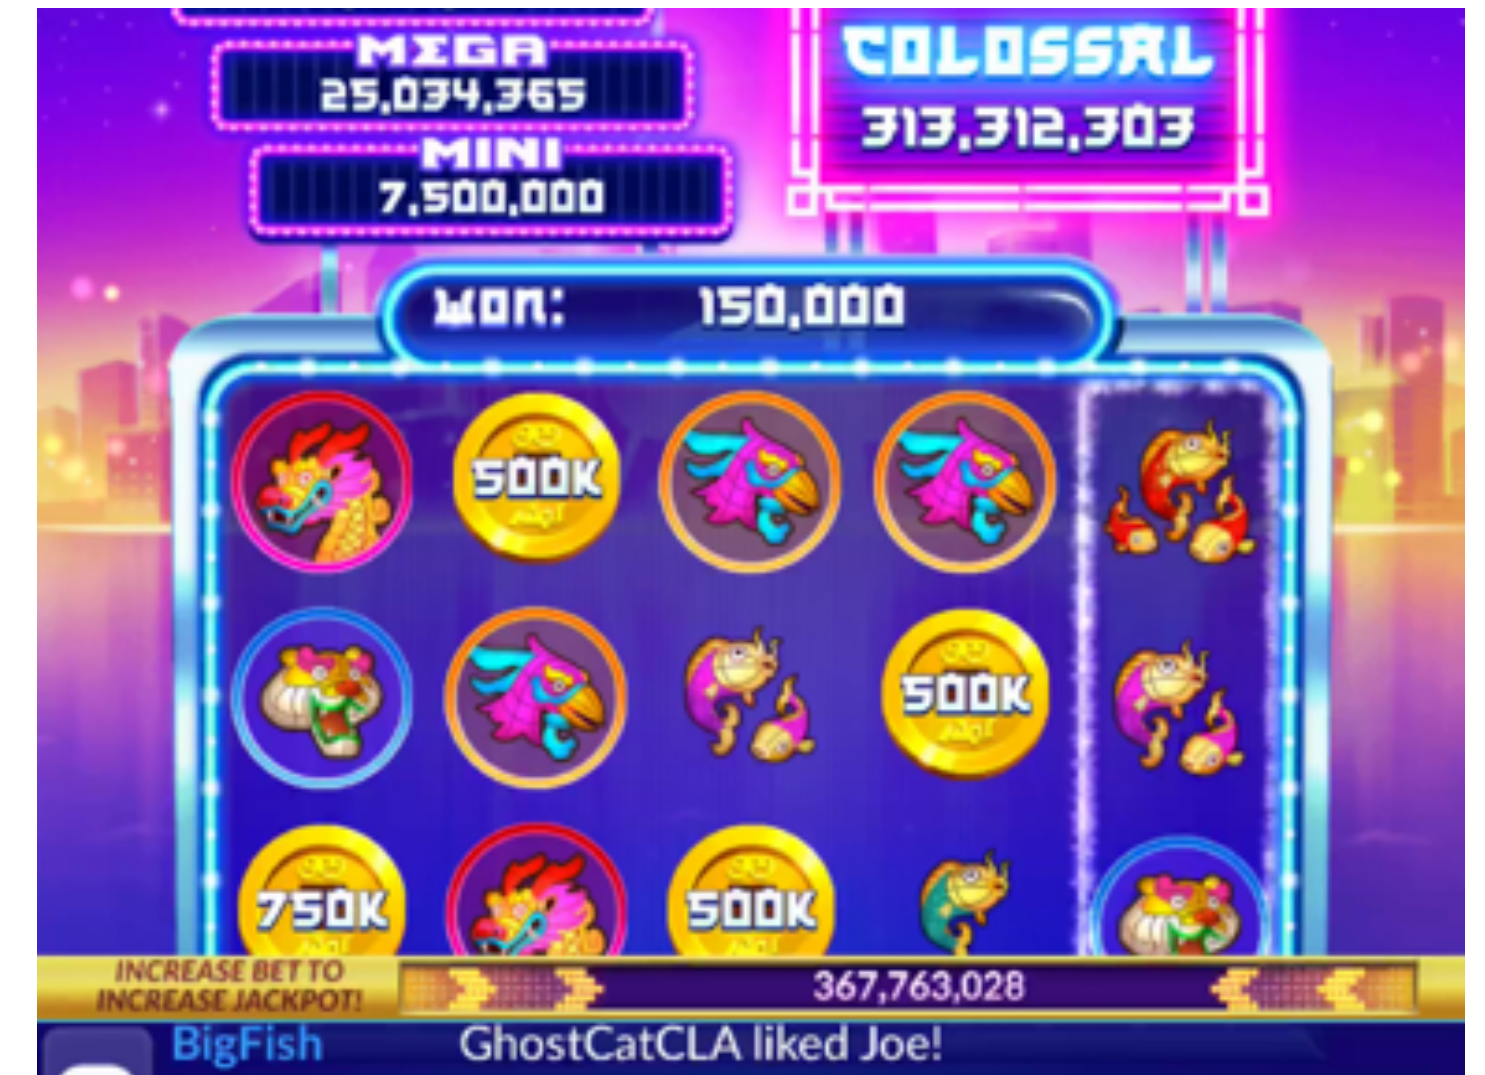 MEGA
25,034,365
MINI
7,500,000
COLOSSAL
313,312,303
WON:
150,000
500K
500K
750K
500K
INCREASE BET TO
INCREASE JACKPOT!
367,763,028
BigFish
GhostCatCLA liked Joe!